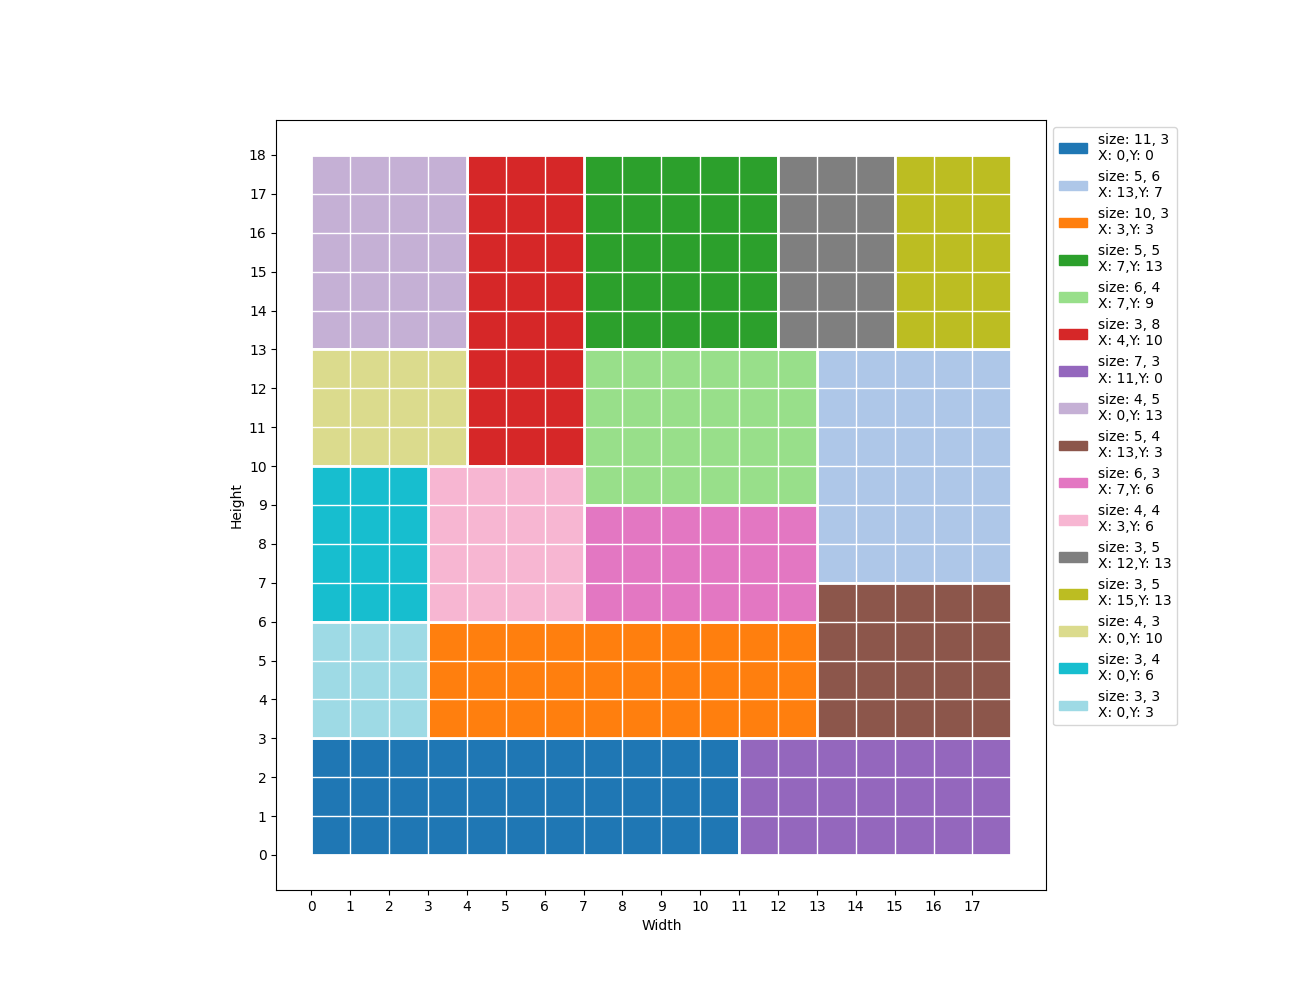 18
17
16
15
14
13
12
11
10
9
8
7
6
5
4
3
2
1
0
Height
0 1 2 3 4 5 6 7 8 9 10 11 12 13 14 15 16 17
Width
size: 11, 3
X: 0,Y: 0
size: 5, 6
X: 13,Y: 7
size: 10, 3
X: 3,Y: 3
size: 5, 5
X: 7,Y: 13
size: 6, 4
X: 7,Y: 9
size: 3, 8
X: 4,Y: 10
size: 7, 3
X: 11,Y: 0
size: 4, 5
X: 0,Y: 13
size: 5, 4
X: 13,Y: 3
size: 6, 3
X: 7,Y: 6
size: 4, 4
X: 3,Y: 6
size: 3, 5
X: 12,Y: 13
size: 3, 5
X: 15,Y: 13
size: 4, 3
X: 0,Y: 10
size: 3, 4
X: 0,Y: 6
size: 3, 3
X: 0,Y: 3